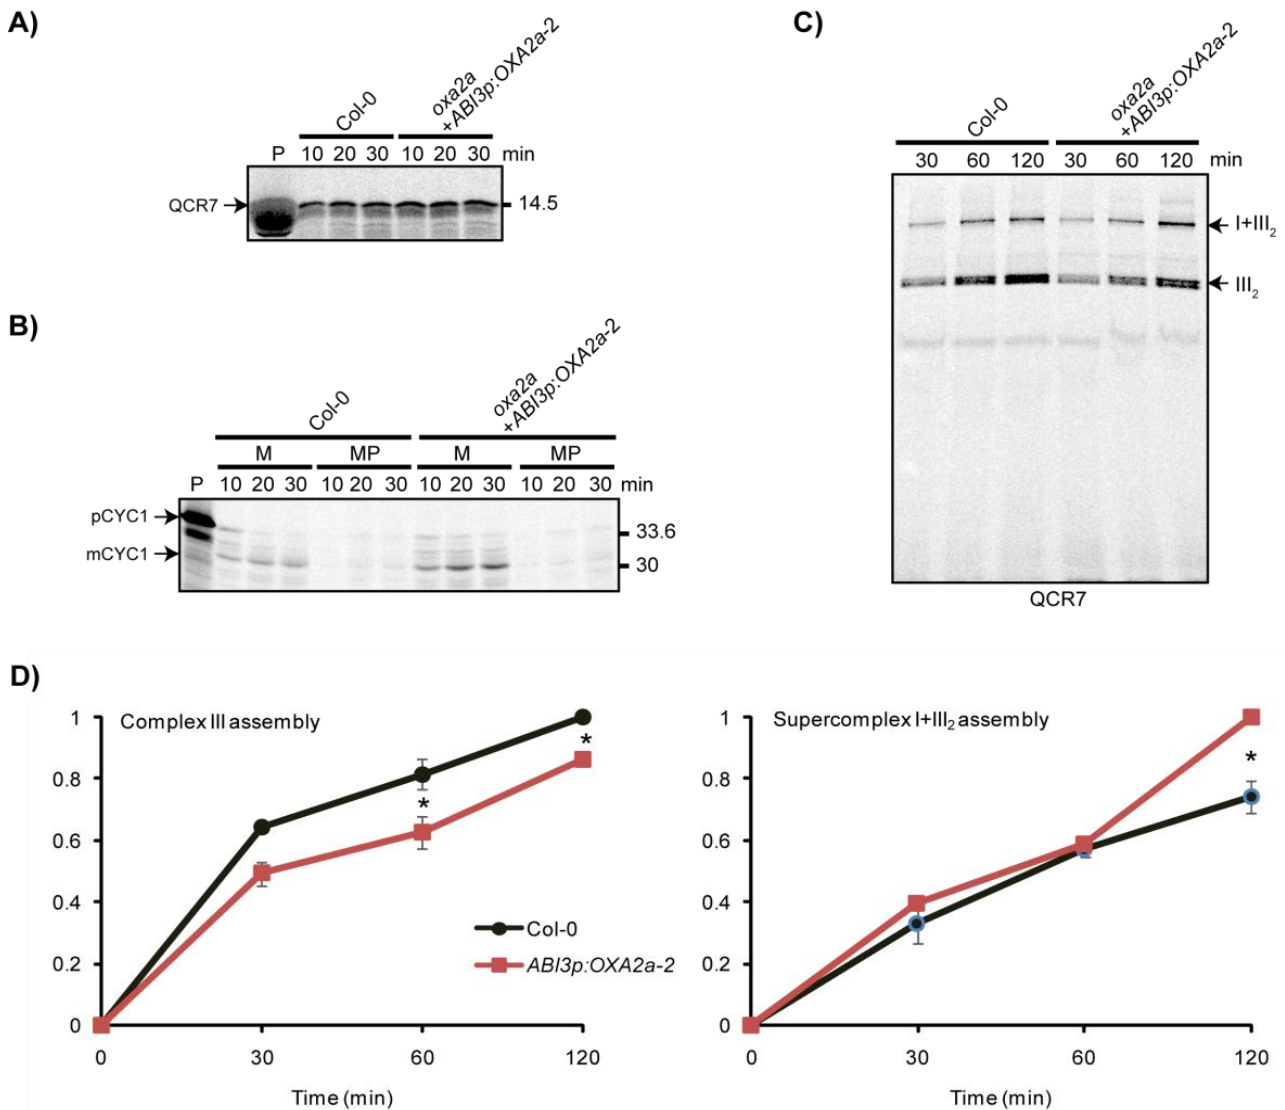 A)
Col-0
oxa2a
+ABI3p:OXA2a-2
P 10 20 30 10 20 30 min
QCR7
14.5
B)
Col-0
oxa2a
+ABI3p:OXA2a-2
M MP M MP
P 10 20 30 10 20 30 10 20 30 10 20 30 min
pCYC1
33.6
mCYC1
30
C)
Col-0
oxa2a
+ABI3p:OXA2a-2
30 60 120 30 60 120 min
I+III₂
III₂
QCR7
D)
Complex III assembly
1
0.8
0.6
0.4
0.2
0
* *
Col-0
ABI3p:OXA2a-2
0 30 60 120
Time (min)
Supercomplex I+III₂ assembly
1
0.8
0.6
0.4
0.2
0
*
0 30 60 120
Time (min)